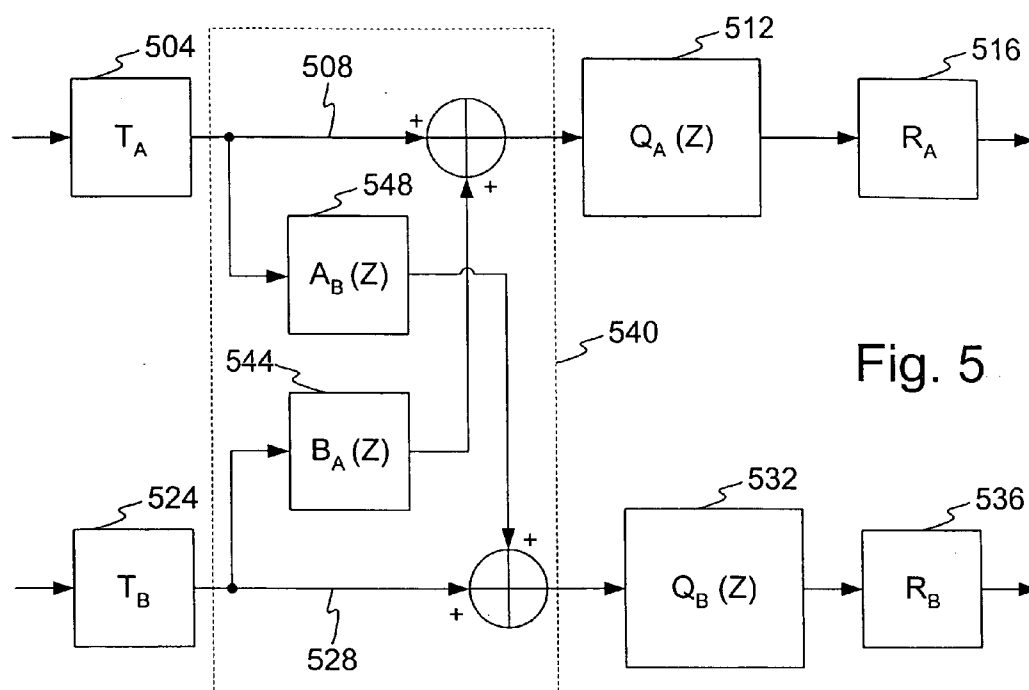 504
508
512
516
T_A
+
+
Q_A (Z)
R_A
548
A_B (Z)
540
544
Fig. 5
B_A (Z)
524
532
536
T_B
+
+
Q_B (Z)
R_B
528